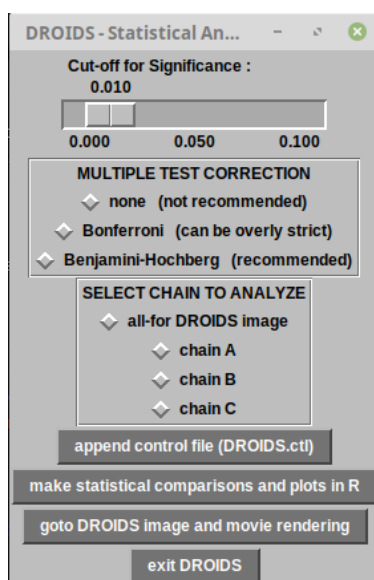 DROIDS - Statistical An...
Cut-off for Significance :
0.010
0.000 0.050 0.100
MULTIPLE TEST CORRECTION
none (not recommended)
Bonferroni (can be overly strict)
Benjamini-Hochberg (recommended)
SELECT CHAIN TO ANALYZE
all-for DROIDS image
chain A
chain B
chain C
append control file (DROIDS.ctl)
make statistical comparisons and plots in R
goto DROIDS image and movie rendering
exit DROIDS